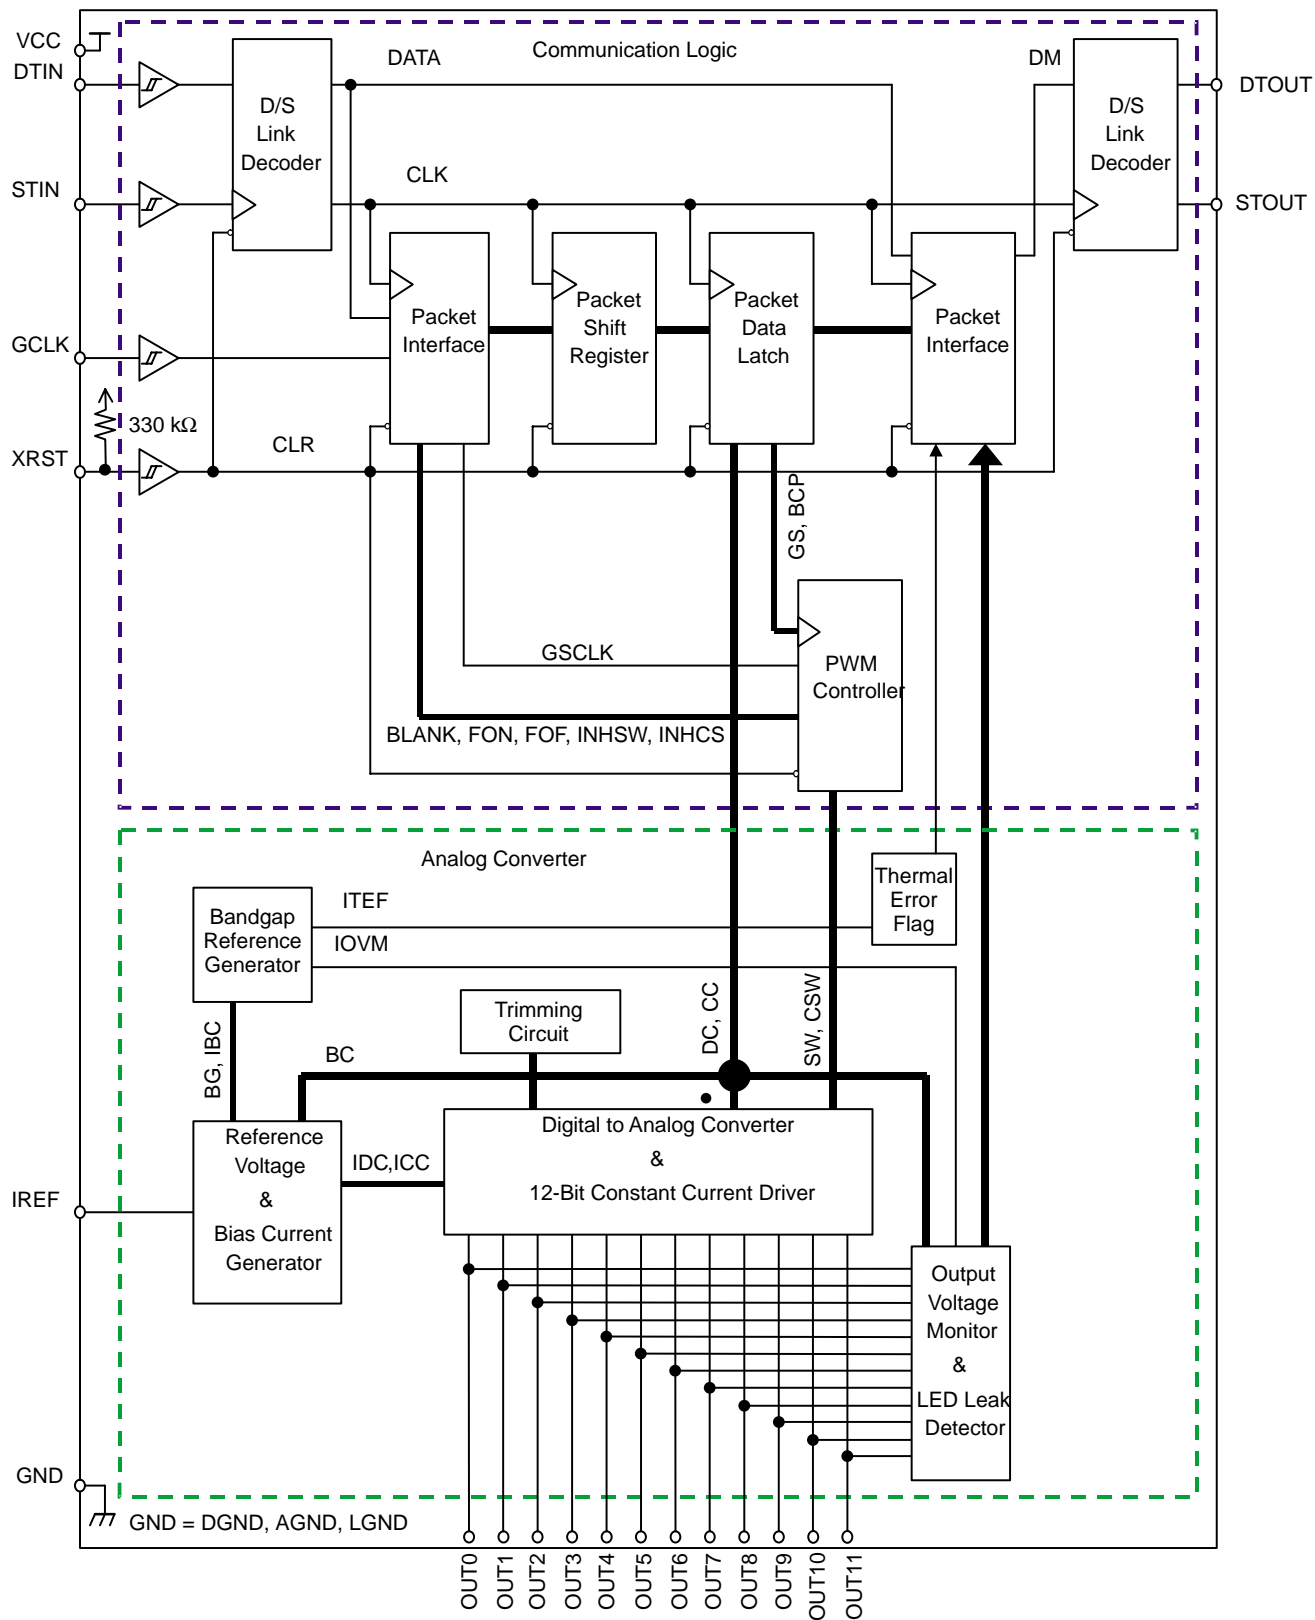 VCC
DTIN
DATA
Communication Logic
DM
DTOUT
D/S
Link
Decoder
D/S
Link
Decoder
STIN
CLK
STOUT
Packet
Interface
Packet
Shift
Register
Packet
Data
Latch
Packet
Interface
GCLK
330 kΩ
XRST
CLR
GS, BCP
GSCLK
PWM
Controller
BLANK, FON, FOF, INHSW, INHCS
Analog Converter
Thermal
Error
Flag
ITEF
Bandgap
Reference
Generator
IOVM
Trimming
Circuit
DC, CC
SW, CSW
BG, IBC
BC
Reference
Voltage
&
Bias Current
Generator
IDC,ICC
Digital to Analog Converter
&
12-Bit Constant Current Driver
IREF
Output
Voltage
Monitor
&
LED Leak
Detector
GND
GND = DGND, AGND, LGND
OUT0
OUT1
OUT2
OUT3
OUT4
OUT5
OUT6
OUT7
OUT8
OUT9
OUT10
OUT11